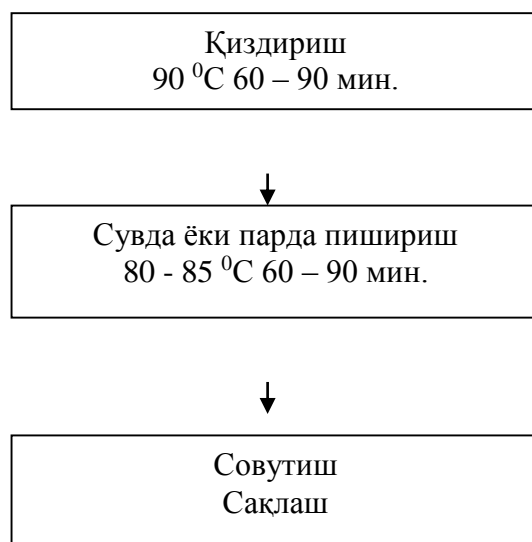 Қиздириш
90 ⁰С 60 – 90 мин.
Сувда ёки парда пишириш
80 - 85 ⁰С 60 – 90 мин.
Совутиш
Сақлаш